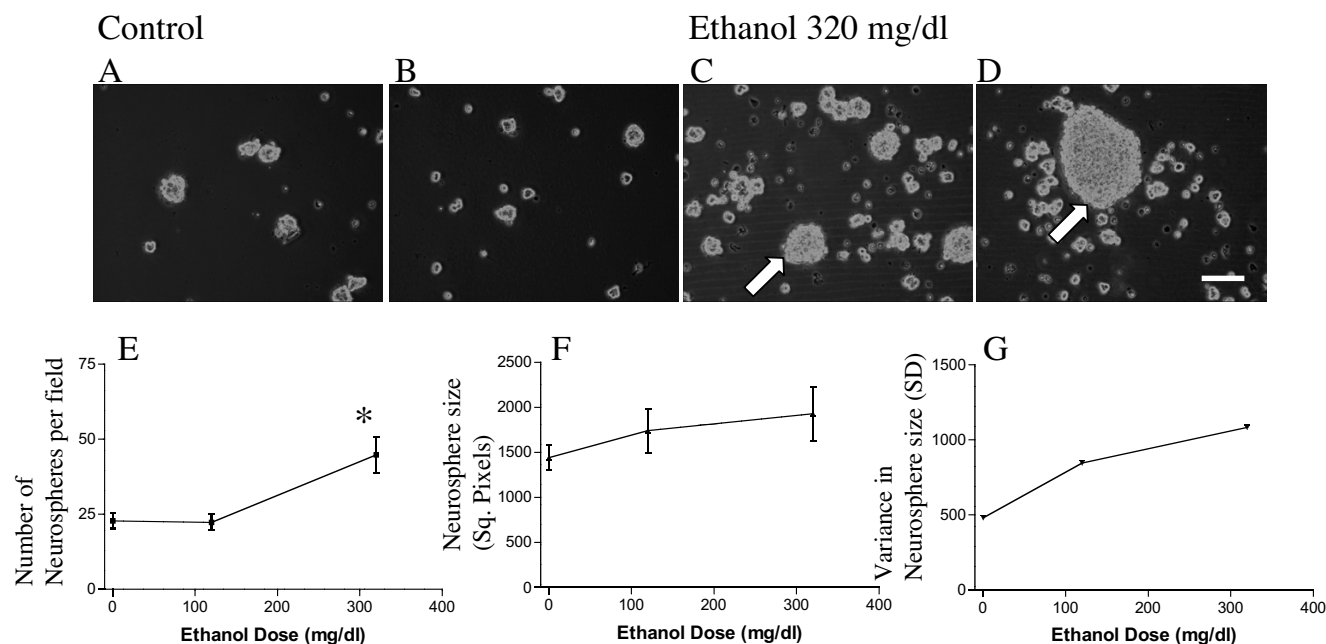 Control
Ethanol 320 mg/dl
A
B
C
D
E
Number of
Neurospheres per field
75
50
25
0
0
100
200
300
400
*
Ethanol Dose (mg/dl)
F
Neurosphere size
(Sq. Pixels)
2500
2000
1500
1000
500
0
0
100
200
300
400
Ethanol Dose (mg/dl)
G
Variance in
Neurosphere size (SD)
1500
1000
500
0
0
100
200
300
400
Ethanol Dose (mg/dl)